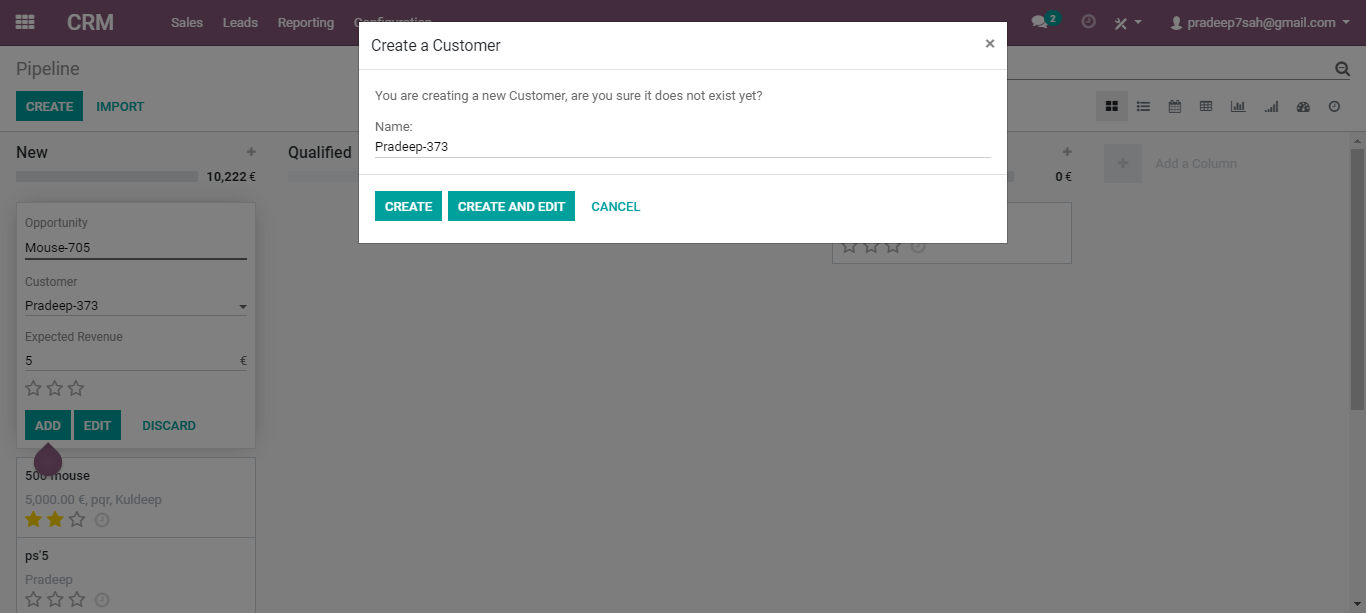 CRM Sales Leads Reporting Configuration 2 pradeep7sah@gmail.com
Create a Customer ×
Pipeline
You are creating a new Customer, are you sure it does not exist yet?
CREATE IMPORT
Name:
Pradeep-373
New + Qualified + + Add a Column
10,222 € 0 €
CREATE CREATE AND EDIT CANCEL
Opportunity
Mouse-705
Customer
Pradeep-373
Expected Revenue
5 €
ADD EDIT DISCARD
500 mouse
5,000.00 €, pqr, Kuldeep
ps'5
Pradeep